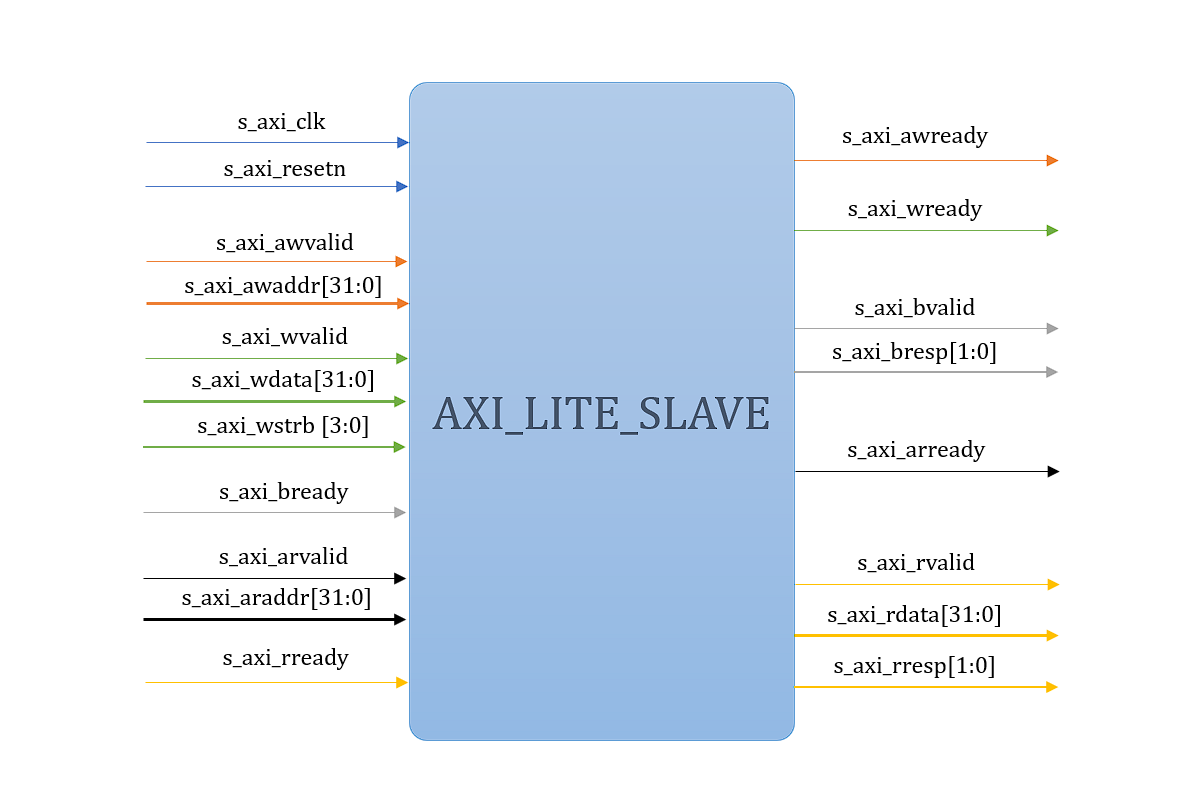 s_axi_clk
s_axi_resetn
s_axi_awvalid
s_axi_awaddr[31:0]
s_axi_wvalid
s_axi_wdata[31:0]
s_axi_wstrb [3:0]
s_axi_bready
s_axi_arvalid
s_axi_araddr[31:0]
s_axi_rready
AXI_LITE_SLAVE
s_axi_awready
s_axi_wready
s_axi_bvalid
s_axi_bresp[1:0]
s_axi_arready
s_axi_rvalid
s_axi_rdata[31:0]
s_axi_rresp[1:0]